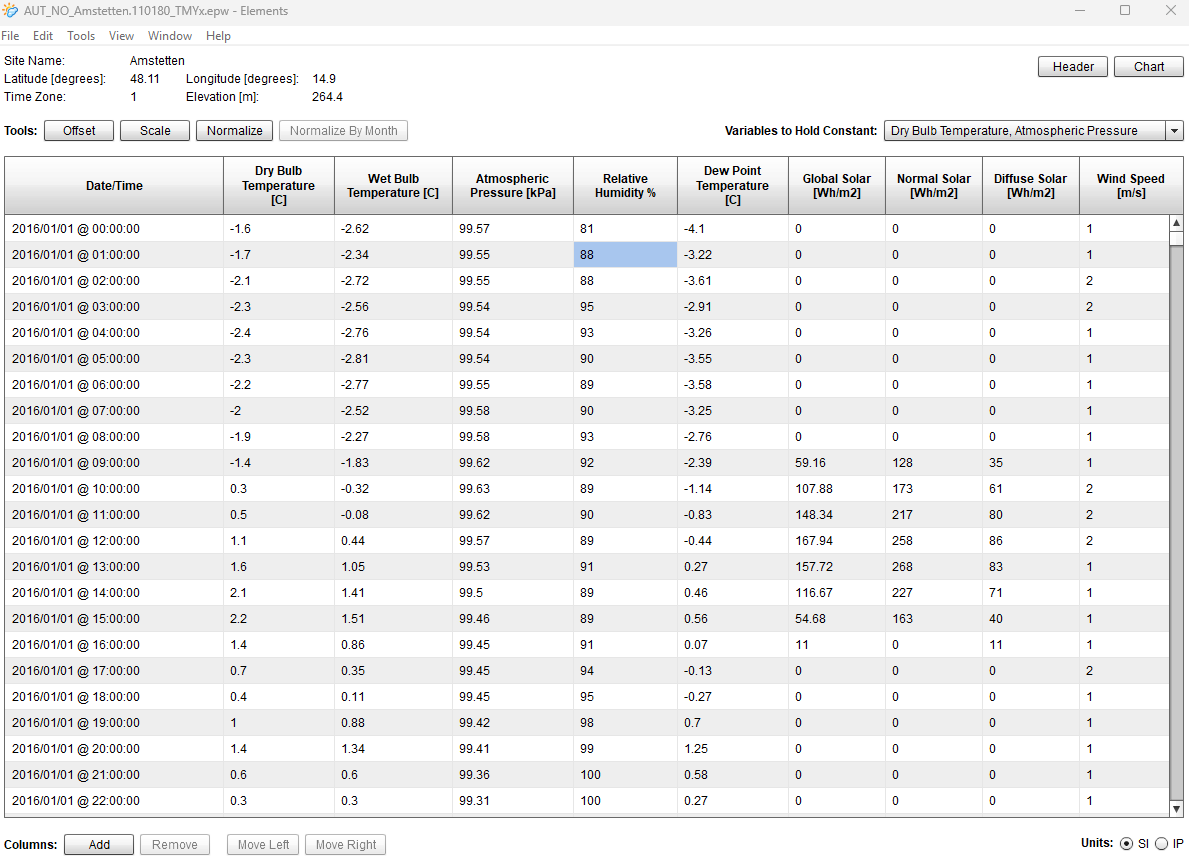 AUT_NO_Amstetten.110180_TMYx.epw - Elements
File Edit Tools View Window Help
Site Name: Amstetten
Latitude [degrees]: 48.11 Longitude [degrees]: 14.9
Time Zone: 1 Elevation [m]: 264.4
Header Chart
Tools: Offset Scale Normalize Normalize By Month Variables to Hold Constant: Dry Bulb Temperature, Atmospheric Pressure
Date/Time Dry Bulb Temperature [C] Wet Bulb Temperature [C] Atmospheric Pressure [kPa] Relative Humidity % Dew Point Temperature [C] Global Solar [Wh/m2] Normal Solar [Wh/m2] Diffuse Solar [Wh/m2] Wind Speed [m/s]
2016/01/01 @ 00:00:00 -1.6 -2.62 99.57 81 -4.1 0 0 0 1
2016/01/01 @ 01:00:00 -1.7 -2.34 99.55 88 -3.22 0 0 0 1
2016/01/01 @ 02:00:00 -2.1 -2.72 99.55 88 -3.61 0 0 0 2
2016/01/01 @ 03:00:00 -2.3 -2.56 99.54 95 -2.91 0 0 0 2
2016/01/01 @ 04:00:00 -2.4 -2.76 99.54 93 -3.26 0 0 0 1
2016/01/01 @ 05:00:00 -2.3 -2.81 99.54 90 -3.55 0 0 0 1
2016/01/01 @ 06:00:00 -2.2 -2.77 99.55 89 -3.58 0 0 0 1
2016/01/01 @ 07:00:00 -2 -2.52 99.58 90 -3.25 0 0 0 1
2016/01/01 @ 08:00:00 -1.9 -2.27 99.58 93 -2.76 0 0 0 1
2016/01/01 @ 09:00:00 -1.4 -1.83 99.62 92 -2.39 59.16 128 35 1
2016/01/01 @ 10:00:00 0.3 -0.32 99.63 89 -1.14 107.88 173 61 2
2016/01/01 @ 11:00:00 0.5 -0.08 99.62 90 -0.83 148.34 217 80 2
2016/01/01 @ 12:00:00 1.1 0.44 99.57 89 -0.44 167.94 258 86 2
2016/01/01 @ 13:00:00 1.6 1.05 99.53 91 0.27 157.72 268 83 1
2016/01/01 @ 14:00:00 2.1 1.41 99.5 89 0.46 116.67 227 71 1
2016/01/01 @ 15:00:00 2.2 1.51 99.46 89 0.56 54.68 163 40 1
2016/01/01 @ 16:00:00 1.4 0.86 99.45 91 0.07 11 0 11 1
2016/01/01 @ 17:00:00 0.7 0.35 99.45 94 -0.13 0 0 0 2
2016/01/01 @ 18:00:00 0.4 0.11 99.45 95 -0.27 0 0 0 1
2016/01/01 @ 19:00:00 1 0.88 99.42 98 0.7 0 0 0 1
2016/01/01 @ 20:00:00 1.4 1.34 99.41 99 1.25 0 0 0 1
2016/01/01 @ 21:00:00 0.6 0.6 99.36 100 0.58 0 0 0 1
2016/01/01 @ 22:00:00 0.3 0.3 99.31 100 0.27 0 0 0 1
Columns: Add Remove Move Left Move Right Units: SI IP